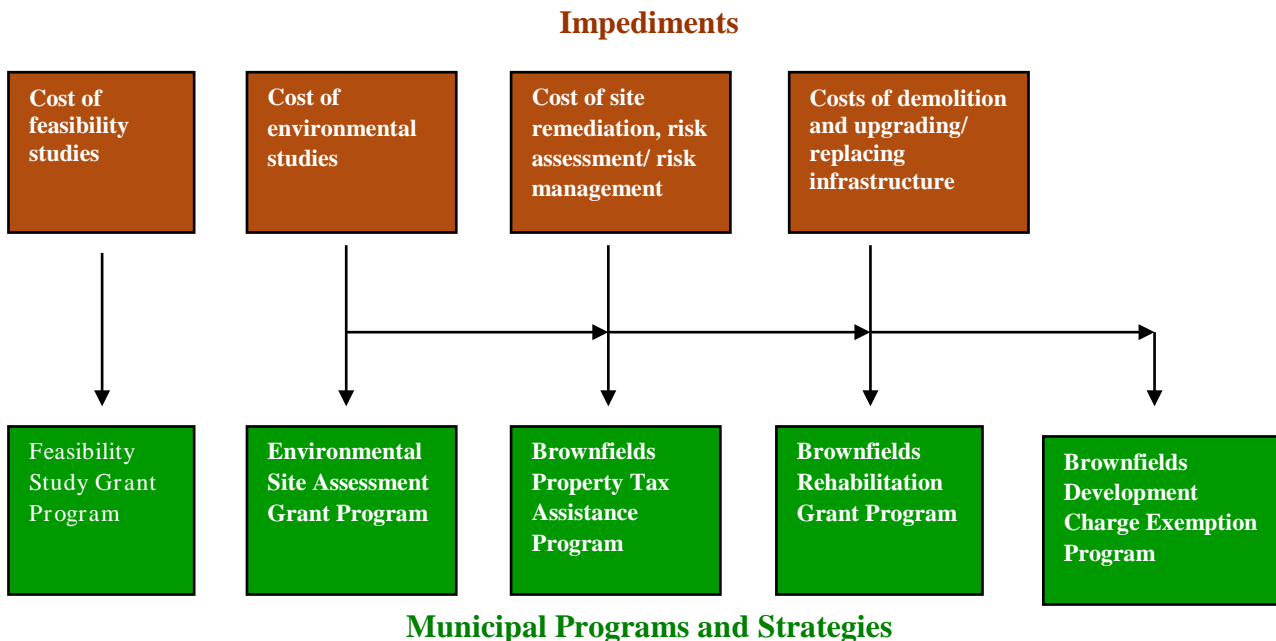 Impediments
Cost of
feasibility
studies
Cost of
environmental
studies
Cost of site
remediation, risk
assessment/ risk
management
Costs of demolition
and upgrading/
replacing
infrastructure
Feasibility
Study Grant
Program
Environmental
Site Assessment
Grant Program
Brownfields
Property Tax
Assistance
Program
Brownfields
Rehabilitation
Grant Program
Brownfields
Development
Charge Exemption
Program
Municipal Programs and Strategies